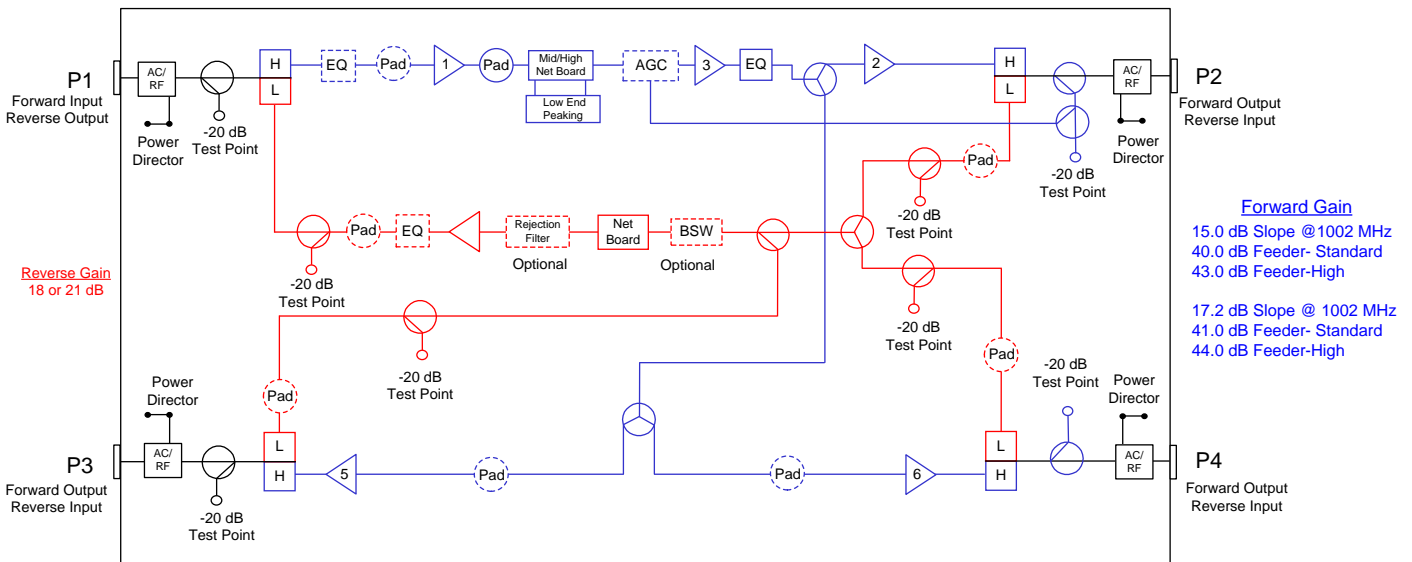 P1
Forward Input
Reverse Output
AC/
RF
Power
Director
-20 dB
Test Point
H
L
EQ
Pad
1
Pad
Mid/High
Net Board
Low End
Peaking
AGC
3
EQ
2
H
L
AC/
RF
Power
Director
-20 dB
Test Point
P2
Forward Output
Reverse Input
Pad
-20 dB
Test Point
-20 dB
Test Point
Pad
EQ
Rejection
Filter
Optional
Net
Board
BSW
Optional
-20 dB
Test Point
Reverse Gain
18 or 21 dB
-20 dB
Test Point
Pad
Pad
Forward Gain
15.0 dB Slope @1002 MHz
40.0 dB Feeder- Standard
43.0 dB Feeder-High
17.2 dB Slope @ 1002 MHz
41.0 dB Feeder- Standard
44.0 dB Feeder-High
P3
Forward Output
Reverse Input
Power
Director
AC/
RF
-20 dB
Test Point
L
H
5
Pad
Pad
6
L
H
-20 dB
Test Point
Power
Director
AC/
RF
P4
Forward Output
Reverse Input